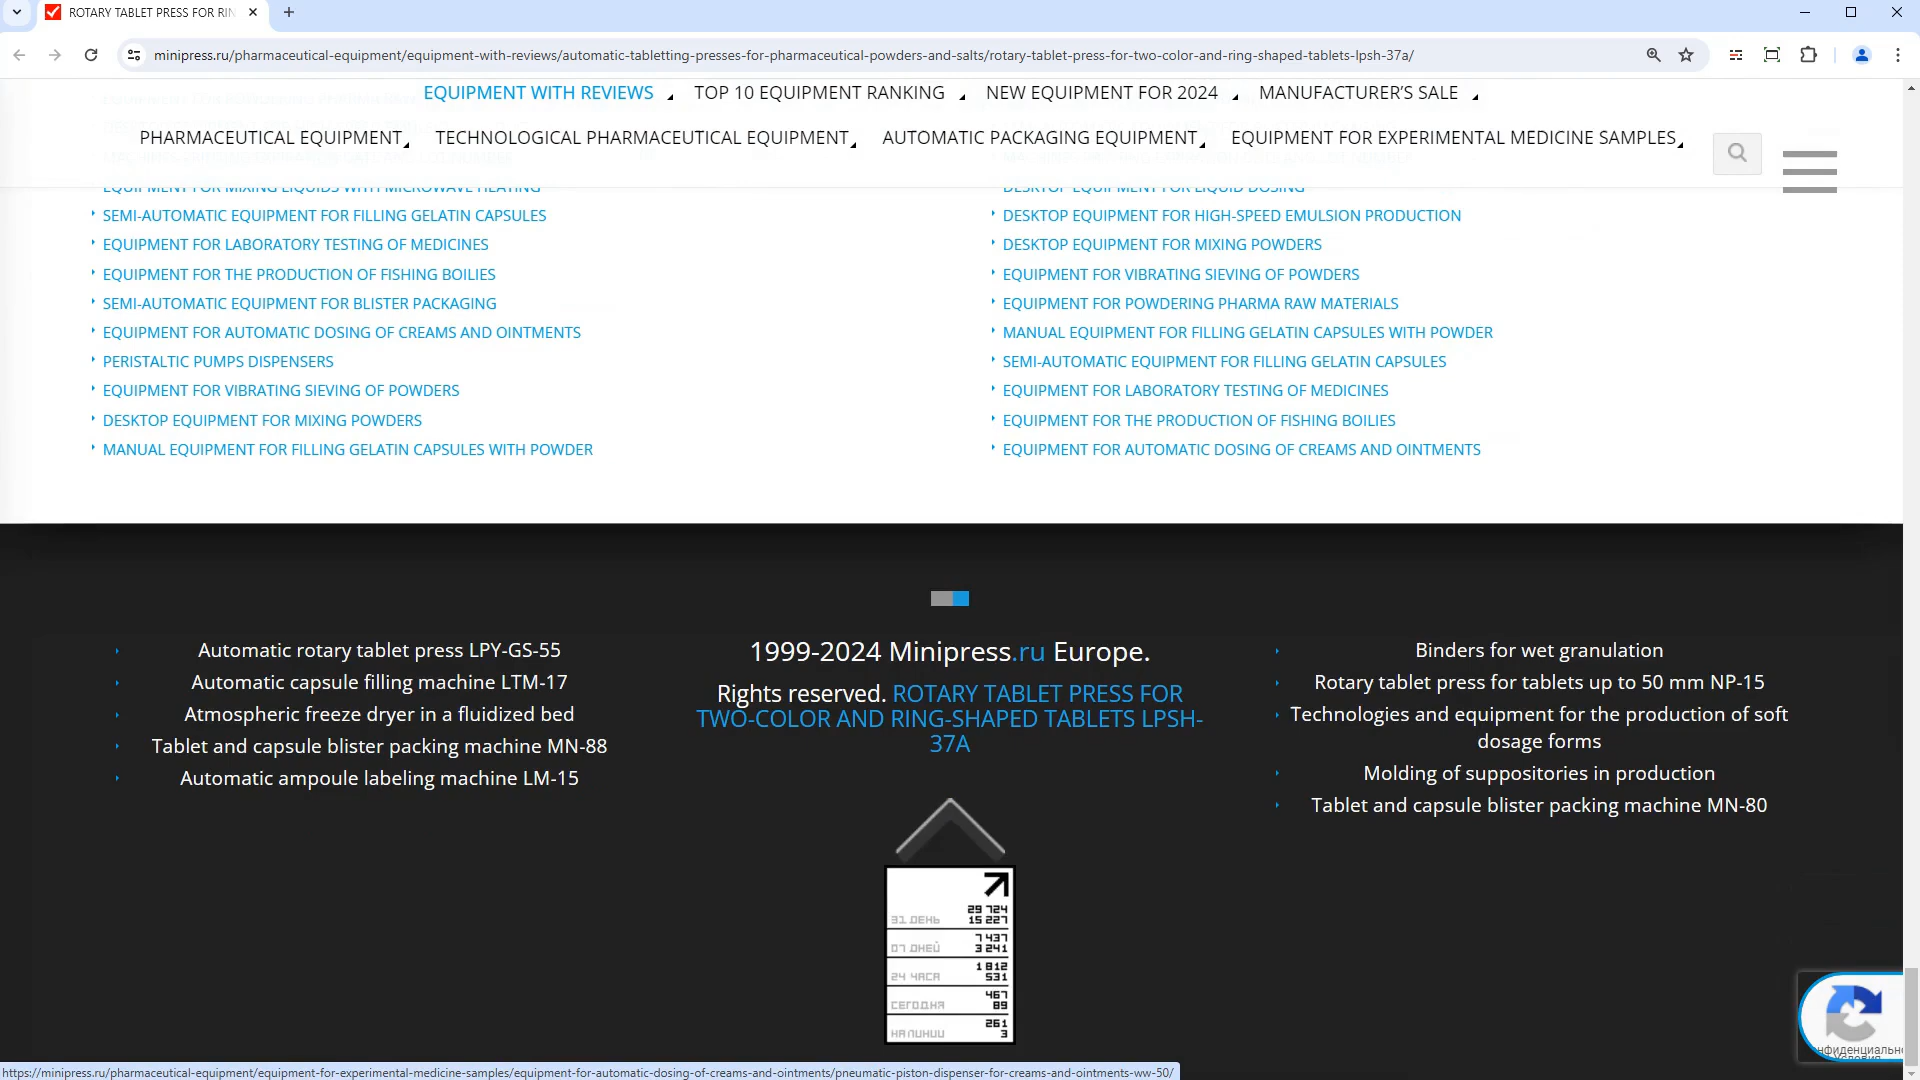 ROTARY TABLET PRESS FOR RIN
minipress.ru/pharmaceutical-equipment/equipment-with-reviews/automatic-tabletting-presses-for-pharmaceutical-powders-and-salts/rotary-tablet-press-for-two-color-and-ring-shaped-tablets-lpsh-37a/
EQUIPMENT WITH REVIEWS TOP 10 EQUIPMENT RANKING NEW EQUIPMENT FOR 2024 MANUFACTURER'S SALE
PHARMACEUTICAL EQUIPMENT TECHNOLOGICAL PHARMACEUTICAL EQUIPMENT AUTOMATIC PACKAGING EQUIPMENT EQUIPMENT FOR EXPERIMENTAL MEDICINE SAMPLES
EQUIPMENT FOR MIXING LIQUIDS WITH MICROWAVE HEATING
SEMI-AUTOMATIC EQUIPMENT FOR FILLING GELATIN CAPSULES
EQUIPMENT FOR LABORATORY TESTING OF MEDICINES
EQUIPMENT FOR THE PRODUCTION OF FISHING BOILIES
SEMI-AUTOMATIC EQUIPMENT FOR BLISTER PACKAGING
EQUIPMENT FOR AUTOMATIC DOSING OF CREAMS AND OINTMENTS
PERISTALTIC PUMPS DISPENSERS
EQUIPMENT FOR VIBRATING SIEVING OF POWDERS
DESKTOP EQUIPMENT FOR MIXING POWDERS
MANUAL EQUIPMENT FOR FILLING GELATIN CAPSULES WITH POWDER
DESKTOP EQUIPMENT FOR LIQUID DOSING
DESKTOP EQUIPMENT FOR HIGH-SPEED EMULSION PRODUCTION
DESKTOP EQUIPMENT FOR MIXING POWDERS
EQUIPMENT FOR VIBRATING SIEVING OF POWDERS
EQUIPMENT FOR POWDERING PHARMA RAW MATERIALS
MANUAL EQUIPMENT FOR FILLING GELATIN CAPSULES WITH POWDER
SEMI-AUTOMATIC EQUIPMENT FOR FILLING GELATIN CAPSULES
EQUIPMENT FOR LABORATORY TESTING OF MEDICINES
EQUIPMENT FOR THE PRODUCTION OF FISHING BOILIES
EQUIPMENT FOR AUTOMATIC DOSING OF CREAMS AND OINTMENTS
Automatic rotary tablet press LPY-GS-55
Automatic capsule filling machine LTM-17
Atmospheric freeze dryer in a fluidized bed
Tablet and capsule blister packing machine MN-88
Automatic ampoule labeling machine LM-15
1999-2024 Minipress.ru Europe.
Rights reserved. ROTARY TABLET PRESS FOR
TWO-COLOR AND RING-SHAPED TABLETS LPSH-
37A
31 ДЕНЬ 29 724
15 227
07 ДНЕЙ 7 437
3 241
24 ЧАСА 1 812
531
СЕГОДНЯ 467
89
НА ЛИНИИ 261
3
Binders for wet granulation
Rotary tablet press for tablets up to 50 mm NP-15
Technologies and equipment for the production of soft
dosage forms
Molding of suppositories in production
Tablet and capsule blister packing machine MN-80
https://minipress.ru/pharmaceutical-equipment/equipment-for-experimental-medicine-samples/equipment-for-automatic-dosing-of-creams-and-ointments/pneumatic-piston-dispenser-for-creams-and-ointments-ww-50/